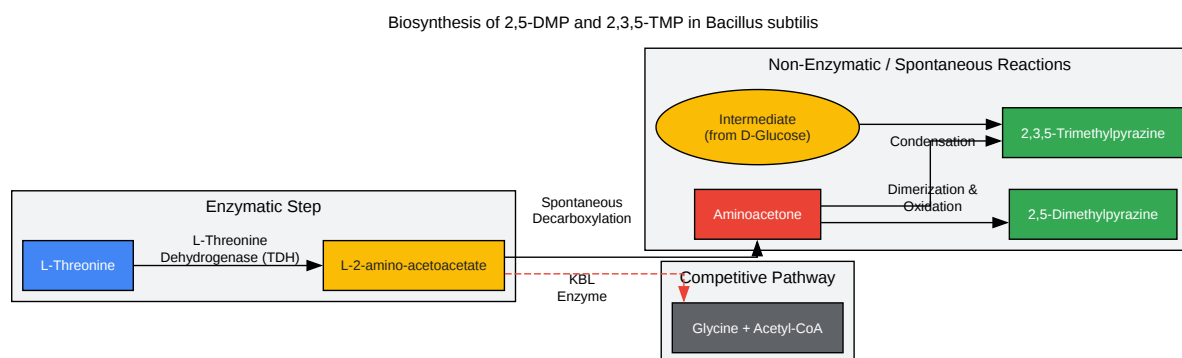 Biosynthesis of 2,5-DMP and 2,3,5-TMP in Bacillus subtilis
Non-Enzymatic / Spontaneous Reactions
Intermediate
(from D-Glucose)
2,3,5-Trimethylpyrazine
Condensation
Dimerization &
Oxidation
Aminoacetone
2,5-Dimethylpyrazine
Enzymatic Step
Spontaneous
Decarboxylation
L-Threonine
L-Threonine
Dehydrogenase (TDH)
L-2-amino-acetoacetate
KBL
Enzyme
Competitive Pathway
Glycine + Acetyl-CoA